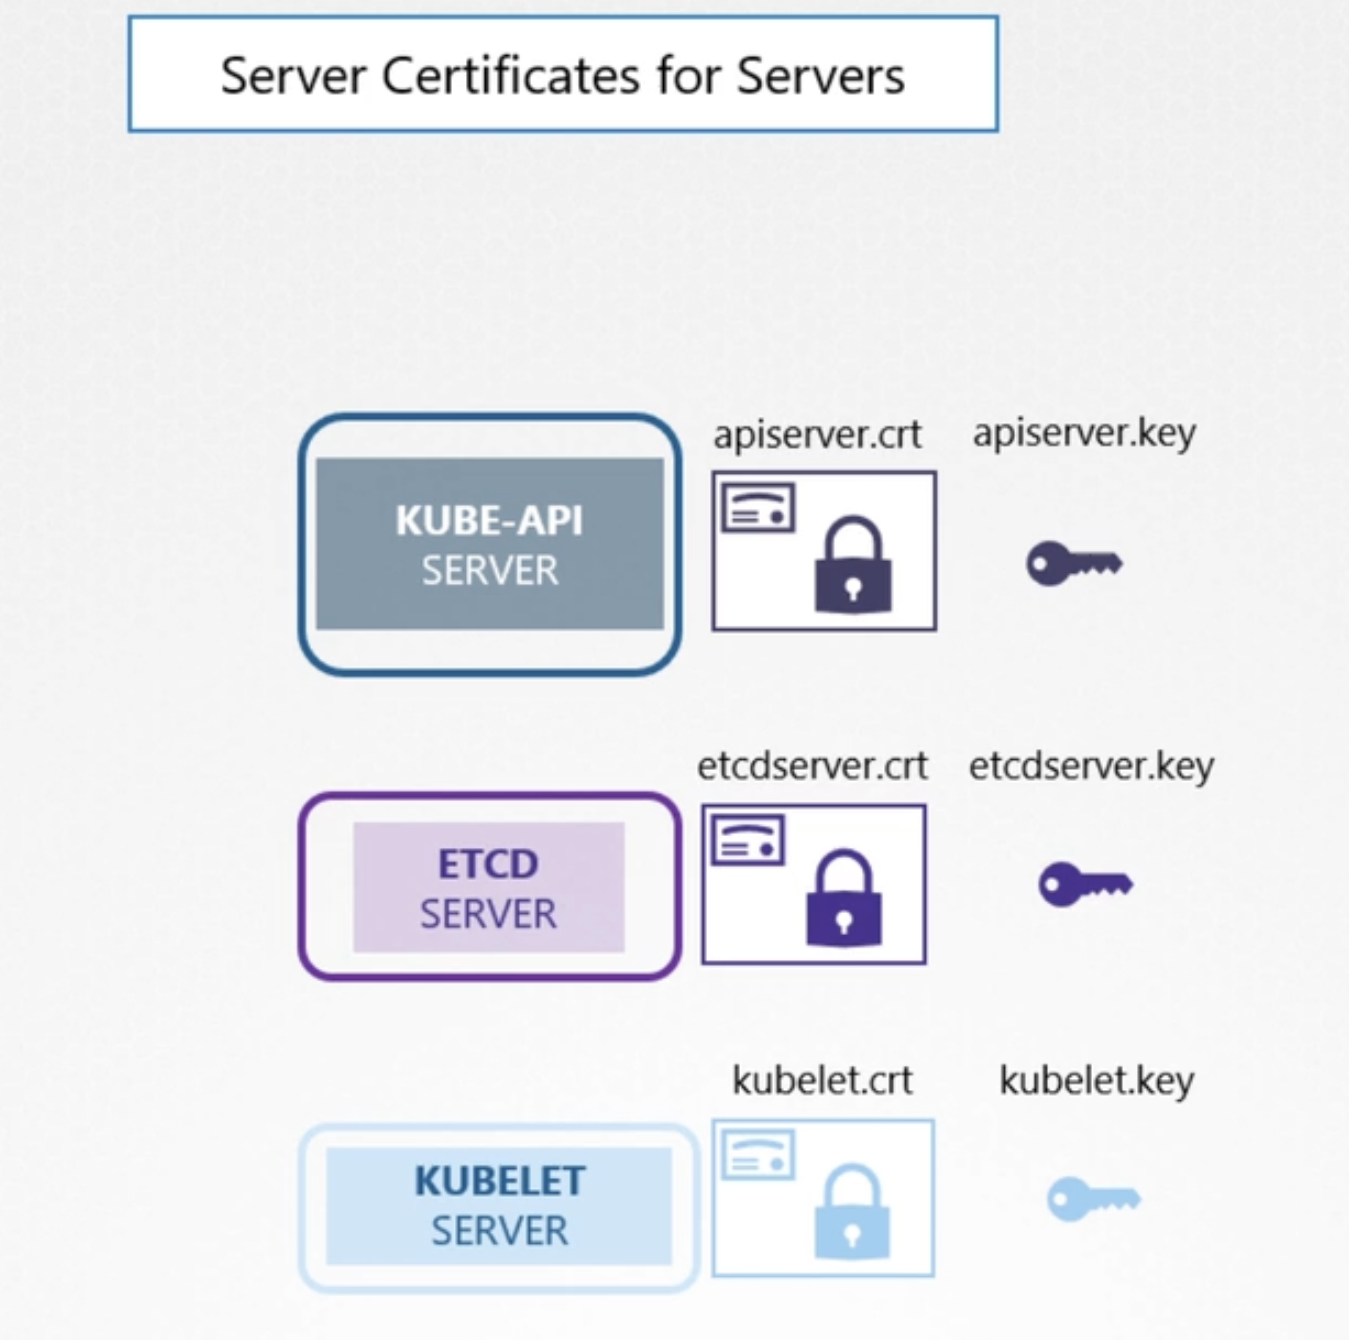 Server Certificates for Servers
apiserver.crt apiserver.key
KUBE-API
SERVER
etcdserver.crt etcdserver.key
ETCD
SERVER
kubelet.crt kubelet.key
KUBELET
SERVER